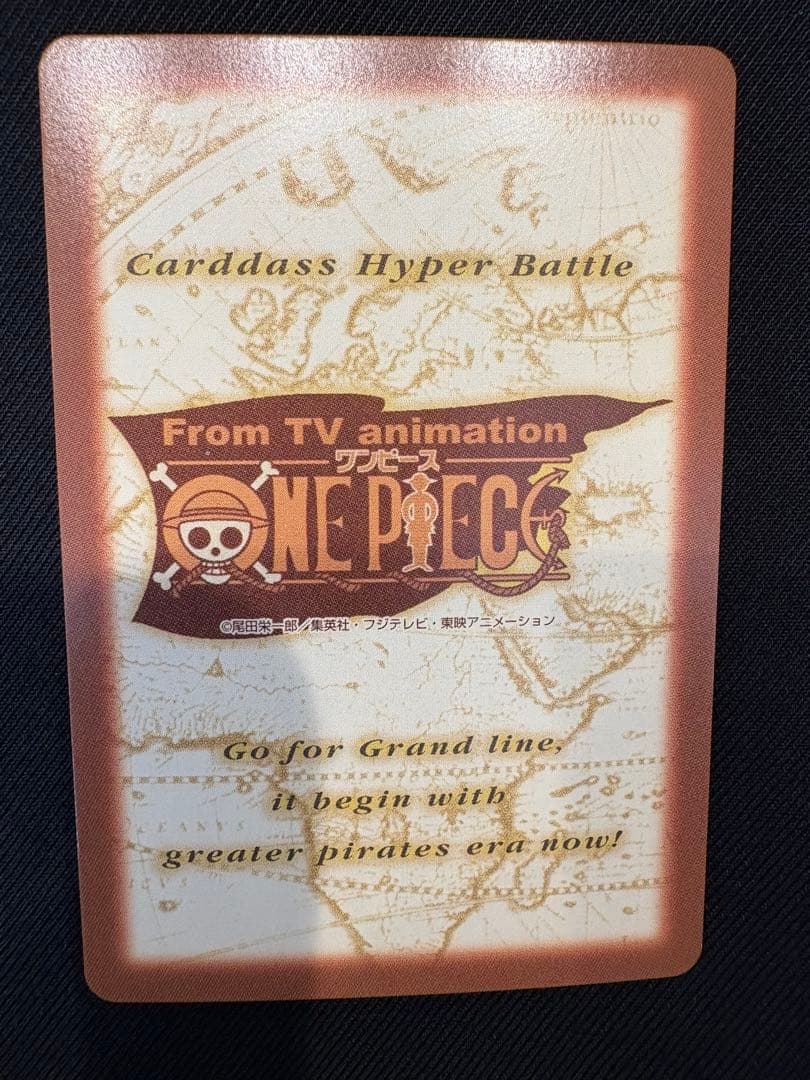 septentrio
Carddass Hyper Battle
From TV animation
ワンピース
ONE PIECE
©尾田栄一郎／集英社・フジテレビ・東映アニメーション
Go for Grand line,
it begin with
greater pirates era now!